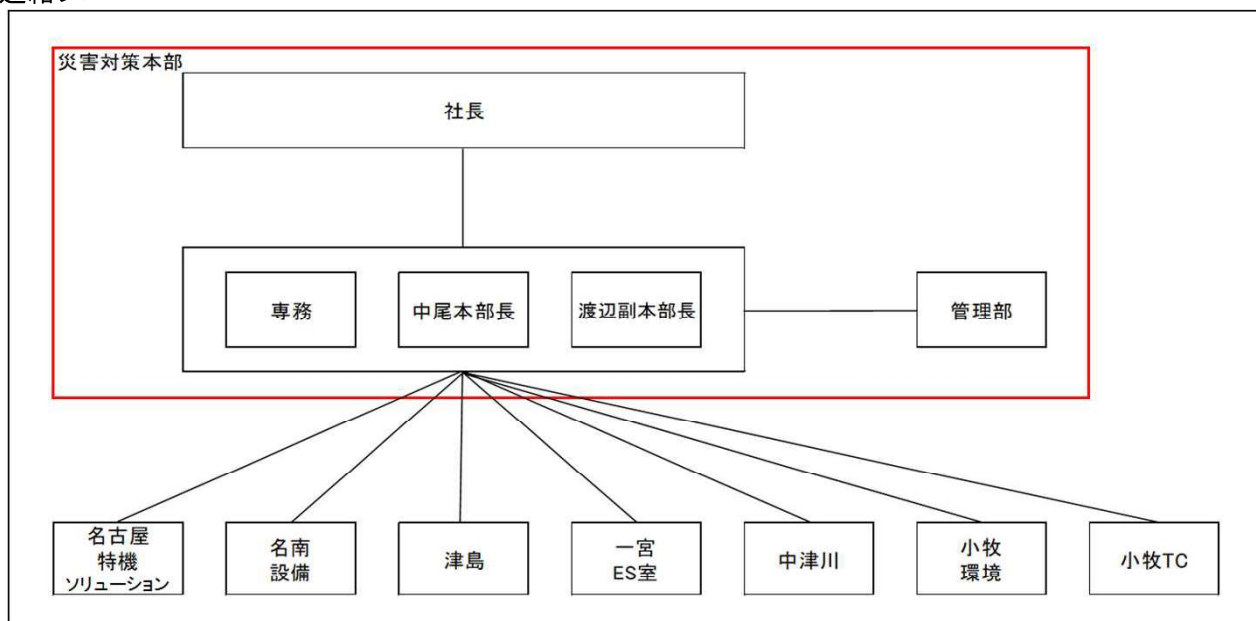 災害対策本部
社長
専務
中尾本部長
渡辺副本部長
管理部
名古屋
特機
ソリューション
名南
設備
津島
一宮
ES室
中津川
小牧
環境
小牧TC